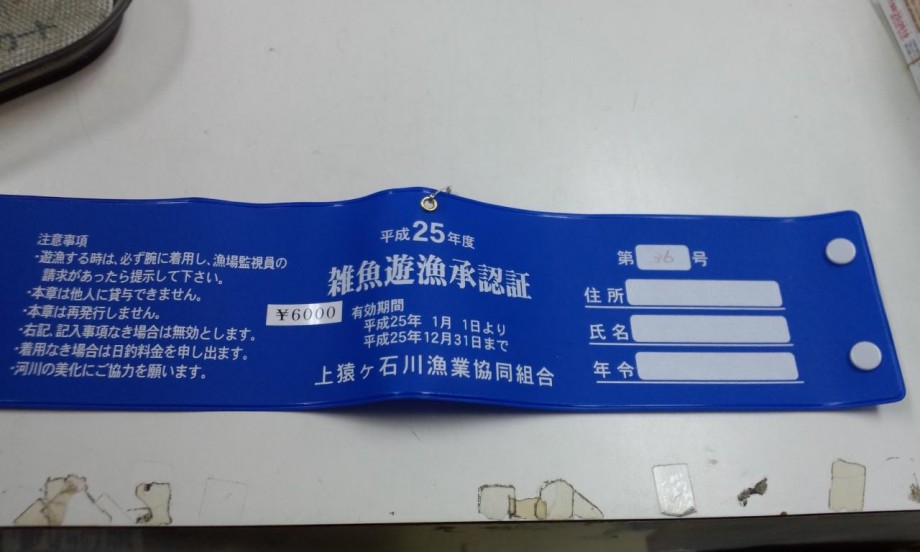 注意事項
・遊漁する時は、必ず腕に着用し、漁場監視員の
請求があったら提示して下さい。
・本章は他人に貸与できません。
・本章は再発行しません。
・右記、記入事項なき場合は無効とします。
・着用なき場合は日釣料金を申し出ます。
・河川の美化にご協力を願います。
平成25年度
雑魚遊漁承認証
¥6000
有効期間
平成25年 1月 1日より
平成25年12月31日まで
上猿ヶ石川漁業協同組合
第 36 号
住所
氏名
年令